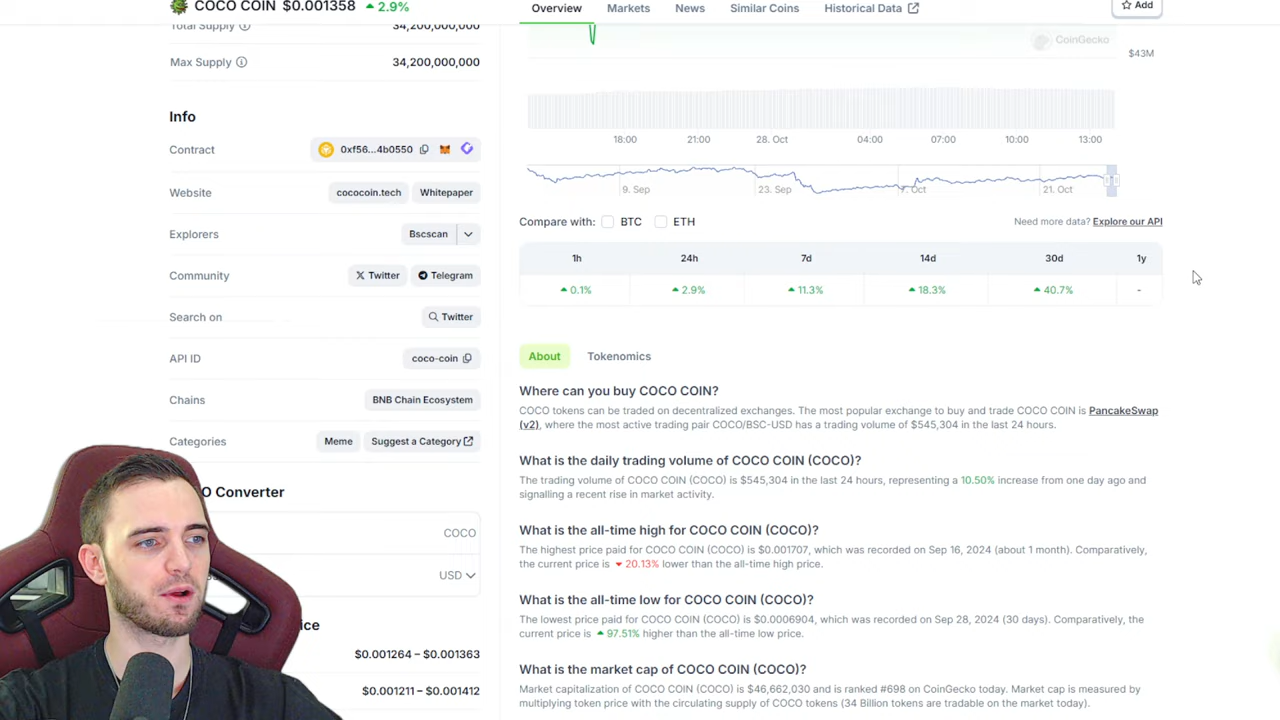 COCO COIN $0.001358 ▲ 2.9%
Overview Markets News Similar Coins Historical Data
Add
Total Supply 34,200,000,000
Max Supply 34,200,000,000
Info
Contract 0xf56...4b0550
Website cococoin.tech Whitepaper
Explorers Bscscan
Community Twitter Telegram
Search on Twitter
API ID coco-coin
Chains BNB Chain Ecosystem
Categories Meme Suggest a Category
Converter
COCO
USD
$0.001264 – $0.001363
$0.001211 – $0.001412
CoinGecko
$43M
18:00 21:00 28. Oct 04:00 07:00 10:00 13:00
9. Sep 23. Sep 7. Oct 21. Oct
Compare with: BTC ETH Need more data? Explore our API
1h 24h 7d 14d 30d 1y
▲ 0.1% ▲ 2.9% ▲ 11.3% ▲ 18.3% ▲ 40.7% -
About Tokenomics
Where can you buy COCO COIN?
COCO tokens can be traded on decentralized exchanges. The most popular exchange to buy and trade COCO COIN is PancakeSwap
(v2), where the most active trading pair COCO/BSC-USD has a trading volume of $545,304 in the last 24 hours.
What is the daily trading volume of COCO COIN (COCO)?
The trading volume of COCO COIN (COCO) is $545,304 in the last 24 hours, representing a 10.50% increase from one day ago and
signalling a recent rise in market activity.
What is the all-time high for COCO COIN (COCO)?
The highest price paid for COCO COIN (COCO) is $0.001707, which was recorded on Sep 16, 2024 (about 1 month). Comparatively,
the current price is ▼ 20.13% lower than the all-time high price.
What is the all-time low for COCO COIN (COCO)?
The lowest price paid for COCO COIN (COCO) is $0.0006904, which was recorded on Sep 28, 2024 (30 days). Comparatively, the
current price is ▲ 97.51% higher than the all-time low price.
What is the market cap of COCO COIN (COCO)?
Market capitalization of COCO COIN (COCO) is $46,662,030 and is ranked #698 on CoinGecko today. Market cap is measured by
multiplying token price with the circulating supply of COCO tokens (34 Billion tokens are tradable on the market today).